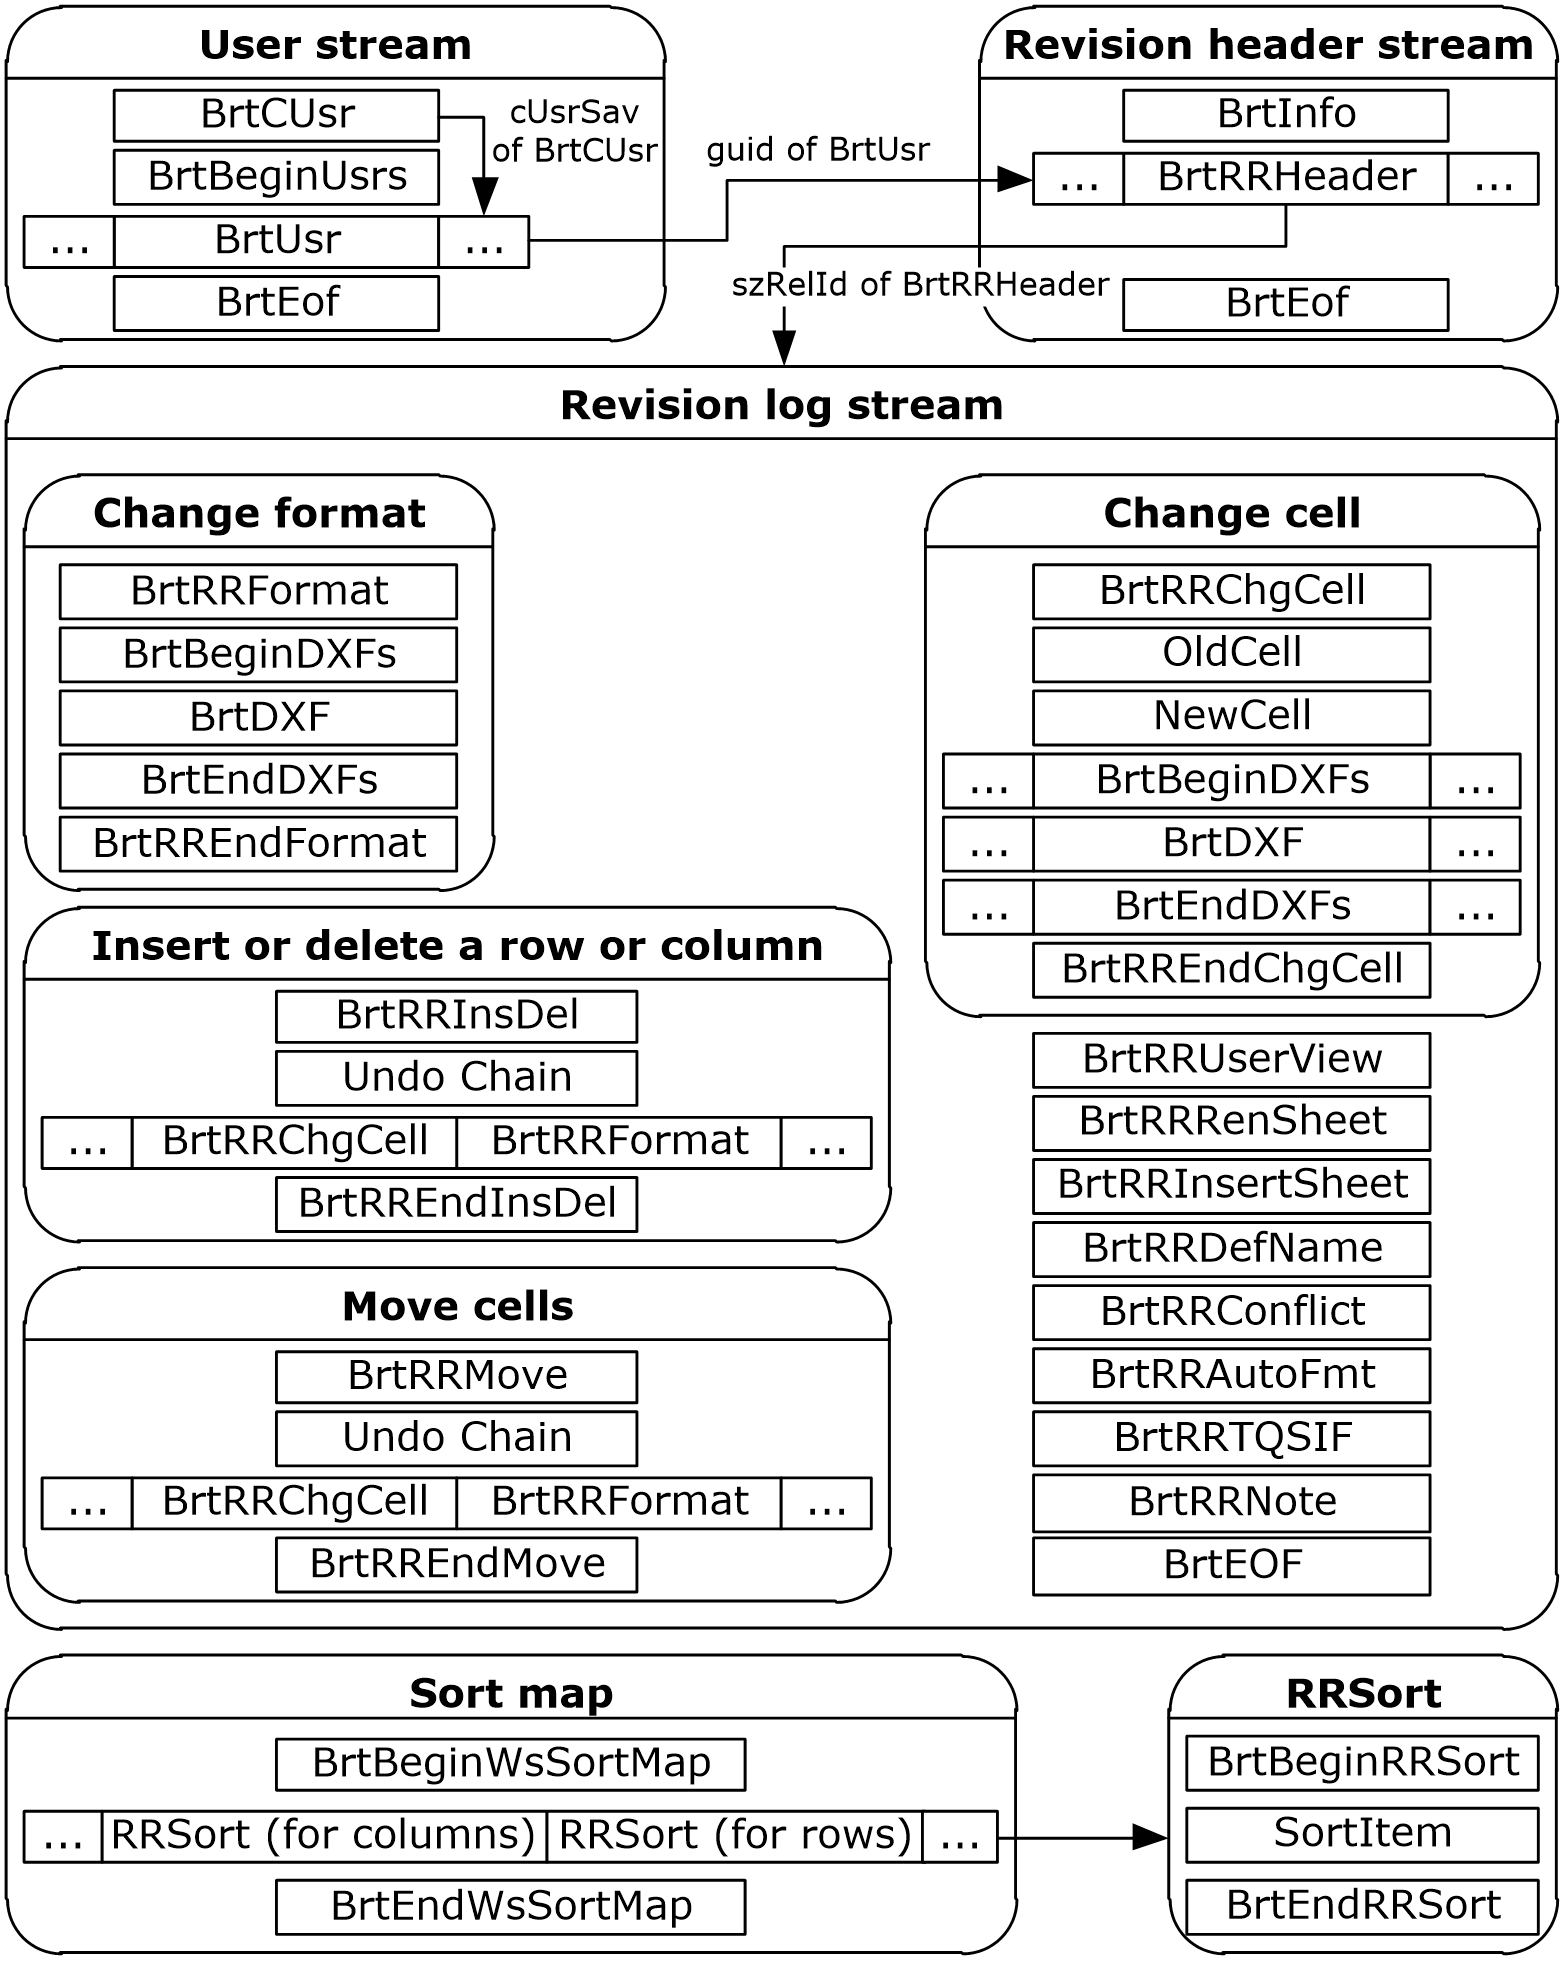 User stream
BrtCUsr
cUsrSav
of BrtCUsr
BrtBeginUsrs
... BrtUsr ...
BrtEof
guid of BrtUsr
Revision header stream
BrtInfo
... BrtRRHeader ...
szRelId of BrtRRHeader
BrtEof
Revision log stream
Change format
BrtRRFormat
BrtBeginDXFs
BrtDXF
BrtEndDXFs
BrtRREndFormat
Insert or delete a row or column
BrtRRInsDel
Undo Chain
... BrtRRChgCell BrtRRFormat ...
BrtRREndInsDel
Move cells
BrtRRMove
Undo Chain
... BrtRRChgCell BrtRRFormat ...
BrtRREndMove
Change cell
BrtRRChgCell
OldCell
NewCell
... BrtBeginDXFs ...
... BrtDXF ...
... BrtEndDXFs ...
BrtRREndChgCell
BrtRRUserView
BrtRRRenSheet
BrtRRInsertSheet
BrtRRDefName
BrtRRConflict
BrtRRAutoFmt
BrtRRTQSIF
BrtRRNote
BrtEOF
Sort map
BrtBeginWsSortMap
... RRSort (for columns) RRSort (for rows) ...
BrtEndWsSortMap
RRSort
BrtBeginRRSort
SortItem
BrtEndRRSort